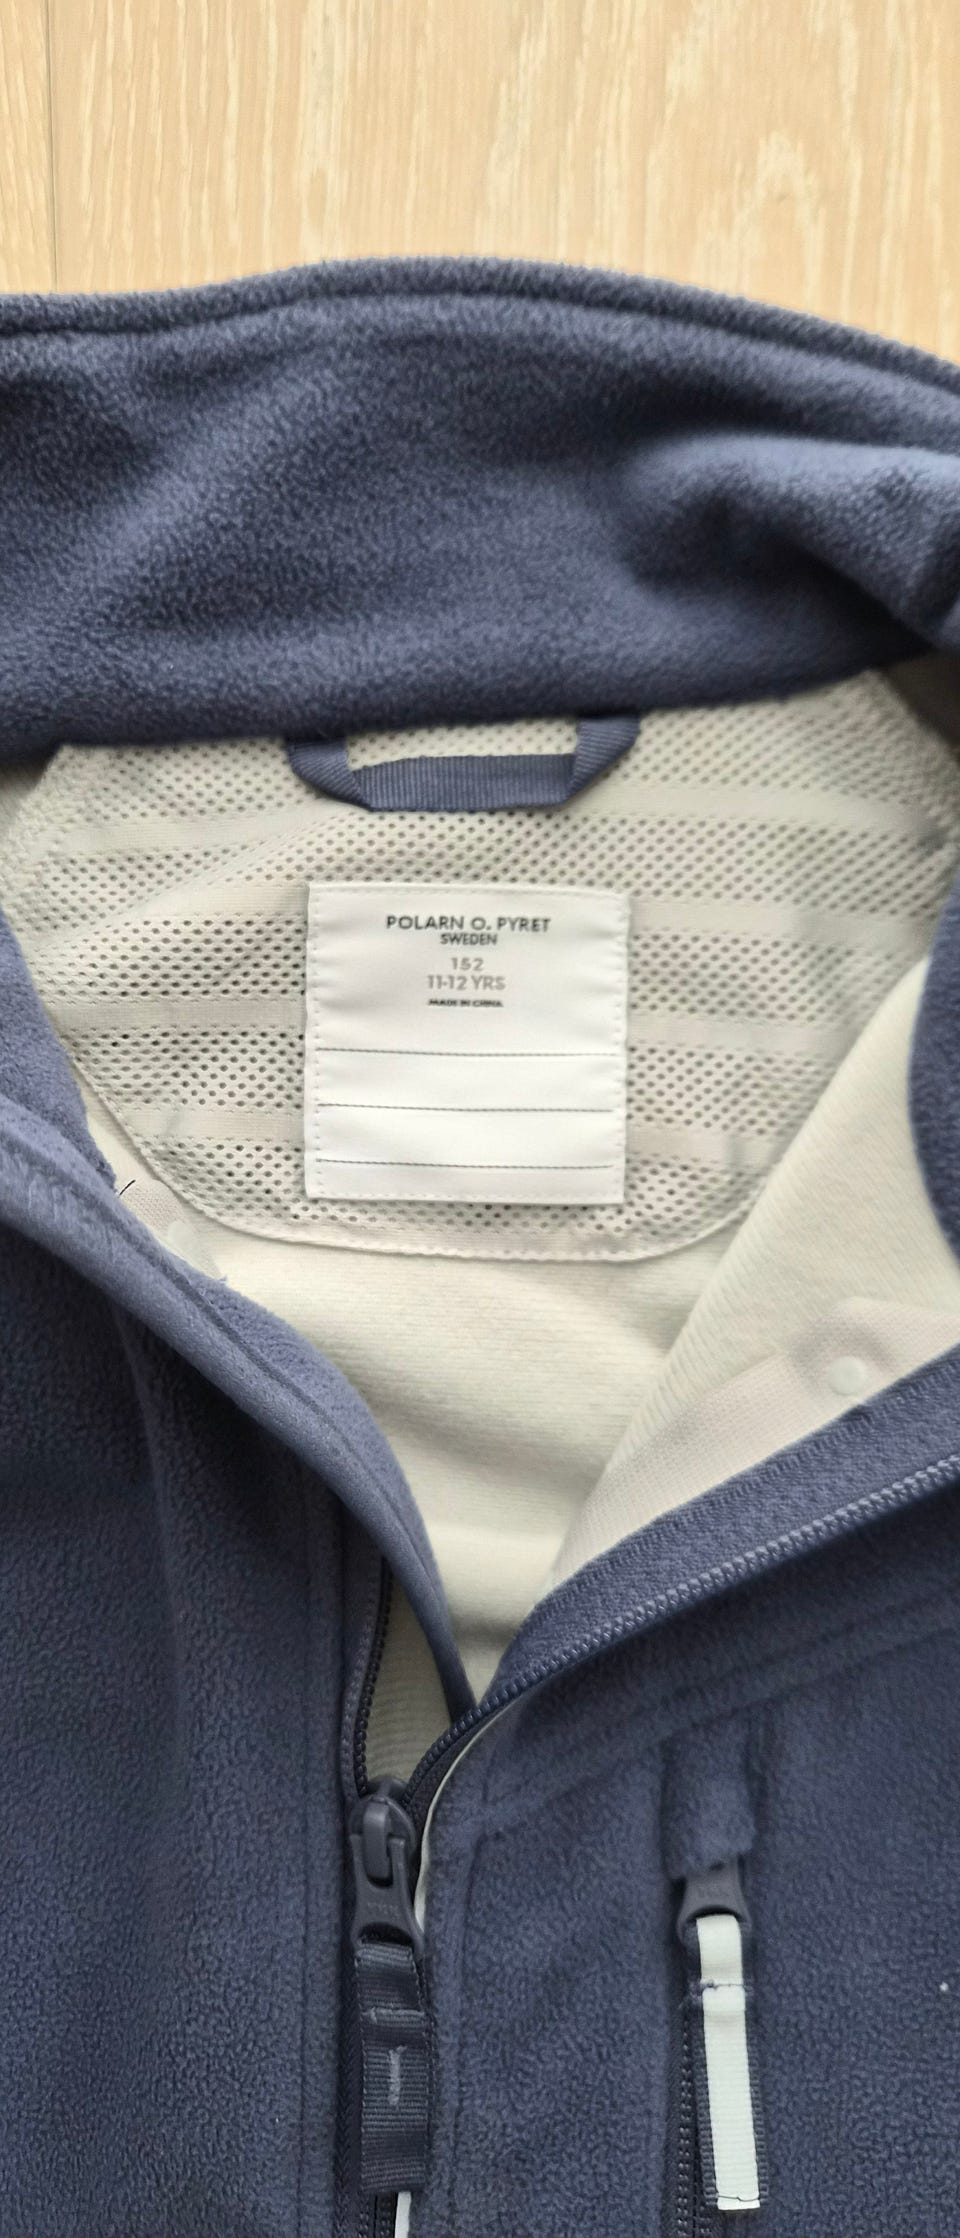 POLARN O. PYRET
SWEDEN
152
11-12 YRS
MADE IN CHINA